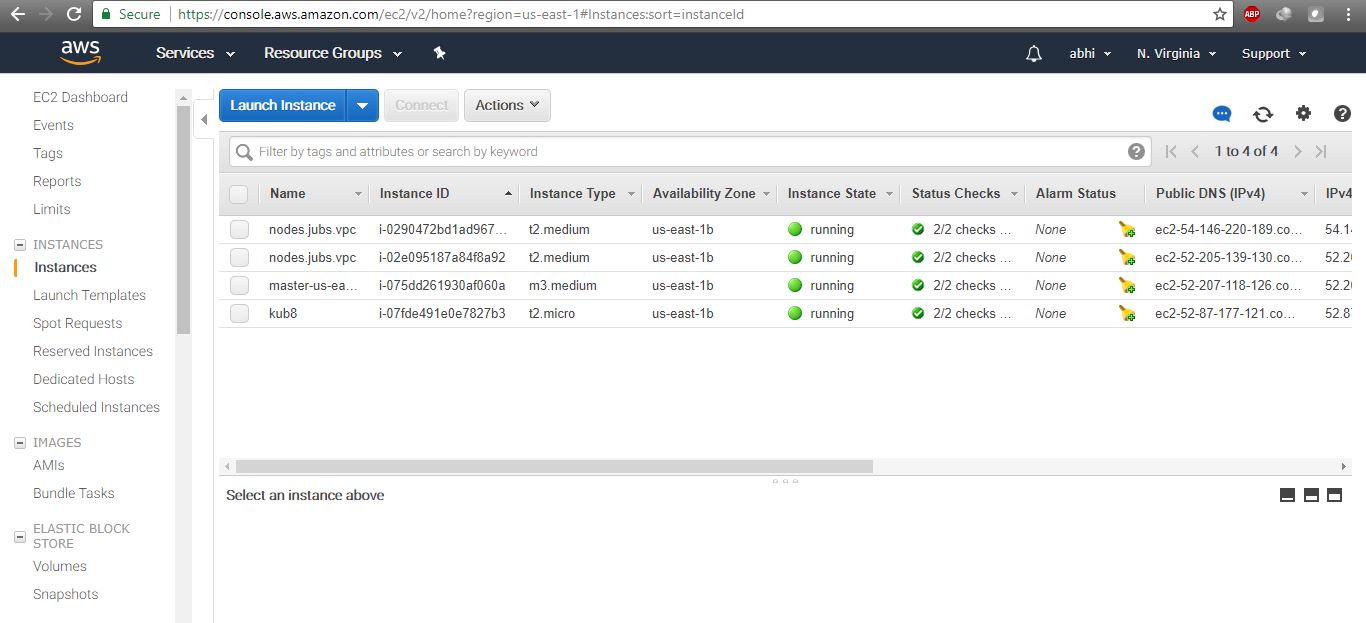 Secure https://console.aws.amazon.com/ec2/v2/home?region=us-east-1#Instances:sort=instanceId ABP
aws Services Resource Groups abhi N. Virginia Support
EC2 Dashboard
Events
Tags
Reports
Limits
INSTANCES
Instances
Launch Templates
Spot Requests
Reserved Instances
Dedicated Hosts
Scheduled Instances
IMAGES
AMIs
Bundle Tasks
ELASTIC BLOCK
STORE
Volumes
Snapshots
Launch Instance Connect Actions
Filter by tags and attributes or search by keyword 1 to 4 of 4
Name Instance ID Instance Type Availability Zone Instance State Status Checks Alarm Status Public DNS (IPv4) IPv4
nodes.jubs.vpc i-0290472bd1ad967... t2.medium us-east-1b running 2/2 checks ... None ec2-54-146-220-189.co... 54.14
nodes.jubs.vpc i-02e095187a84f8a92 t2.medium us-east-1b running 2/2 checks ... None ec2-52-205-139-130.co... 52.20
master-us-ea... i-075dd261930af060a m3.medium us-east-1b running 2/2 checks ... None ec2-52-207-118-126.co... 52.20
kub8 i-07fde491e0e7827b3 t2.micro us-east-1b running 2/2 checks ... None ec2-52-87-177-121.co... 52.87
Select an instance above